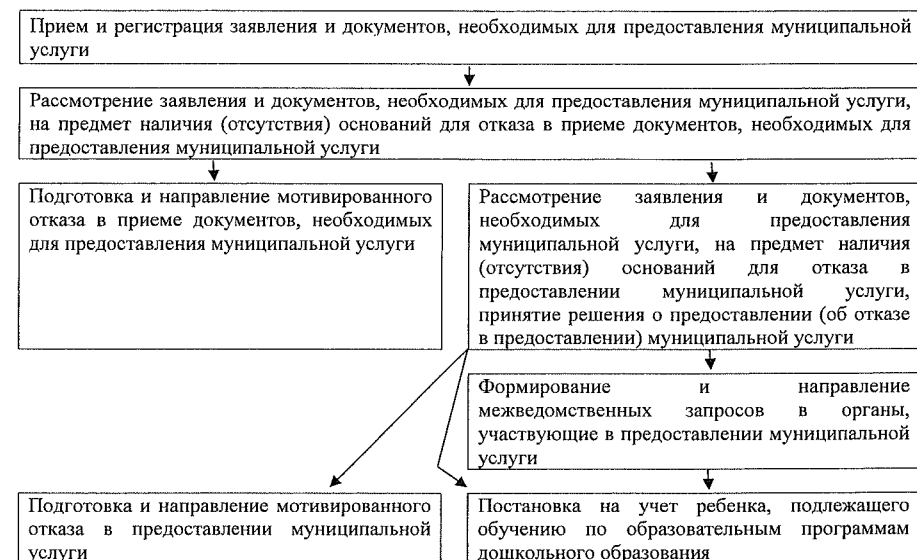 Прием и регистрация заявления и документов, необходимых для предоставления муниципальной
услуги
Рассмотрение заявления и документов, необходимых для предоставления муниципальной услуги,
на предмет наличия (отсутствия) оснований для отказа в приеме документов, необходимых для
предоставления муниципальной услуги
Подготовка и направление мотивированного
отказа в приеме документов, необходимых
для предоставления муниципальной услуги
Рассмотрение заявления и документов,
необходимых для предоставления
муниципальной услуги, на предмет наличия
(отсутствия) оснований для отказа в
предоставлении муниципальной услуги,
принятие решения о предоставлении (об отказе
в предоставлении) муниципальной услуги
Формирование и направление
межведомственных запросов в органы,
участвующие в предоставлении муниципальной
услуги
Подготовка и направление мотивированного
отказа в предоставлении муниципальной
услуги
Постановка на учет ребенка, подлежащего
обучению по образовательным программам
дошкольного образования